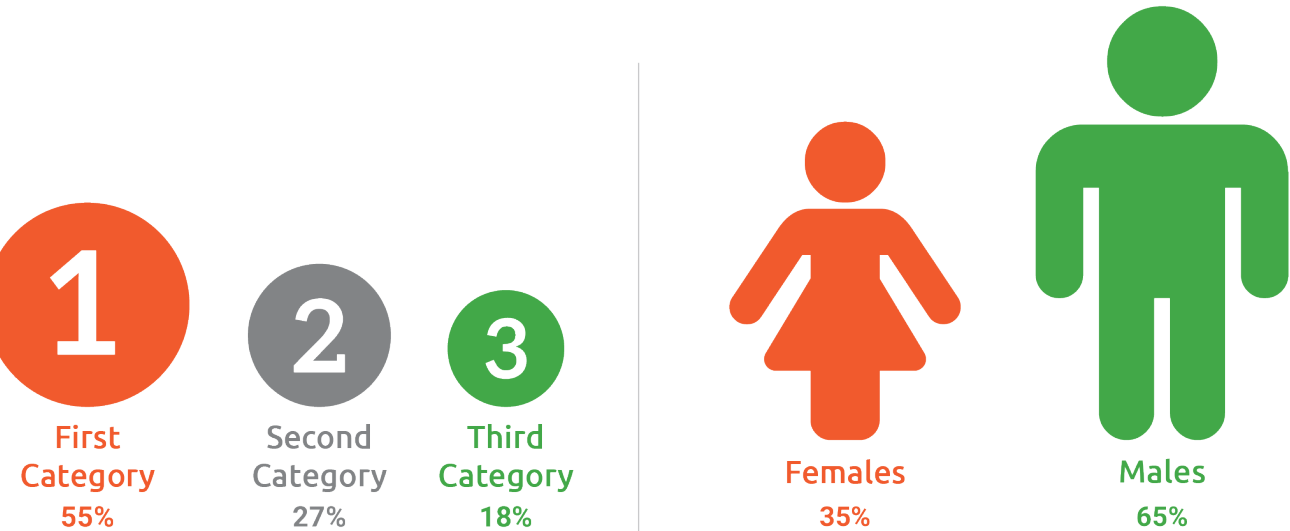 1
2
3
First
Category
55%
Second
Category
27%
Third
Category
18%
Females
35%
Males
65%